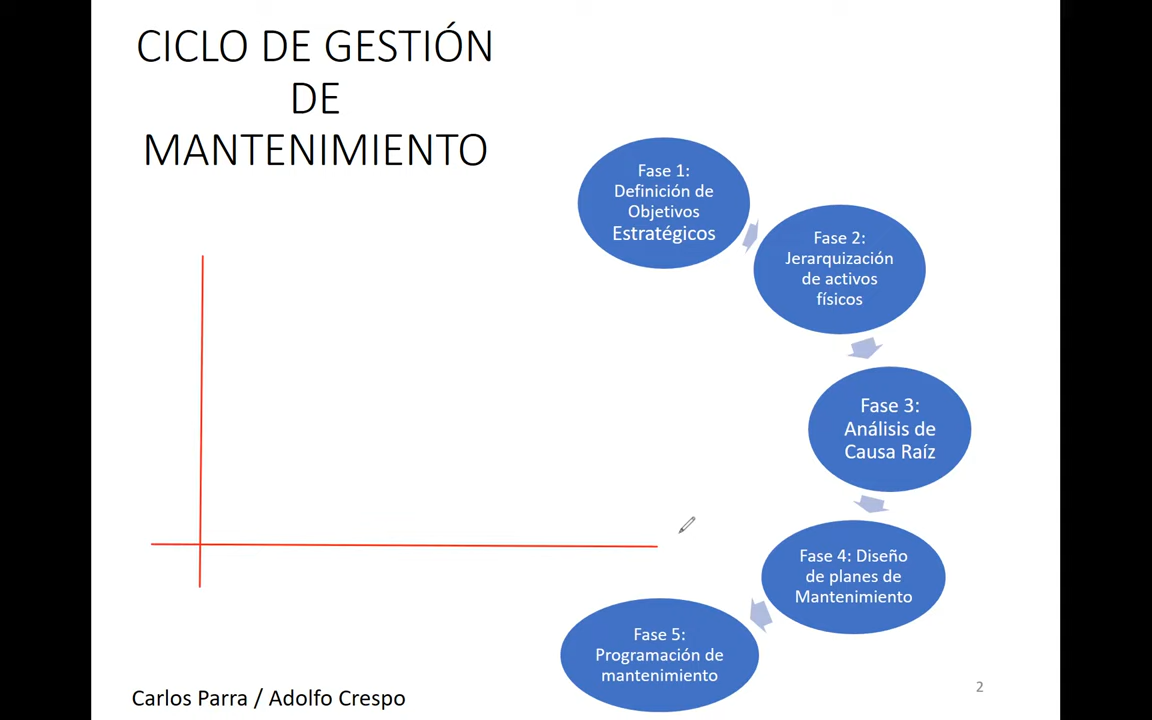 CICLO DE GESTIÓN
DE
MANTENIMIENTO
Fase 1:
Definición de
Objetivos
Estratégicos
Fase 2:
Jerarquización
de activos
físicos
Fase 3:
Análisis de
Causa Raíz
Fase 4: Diseño
de planes de
Mantenimiento
Fase 5:
Programación de
mantenimiento
Carlos Parra / Adolfo Crespo
2